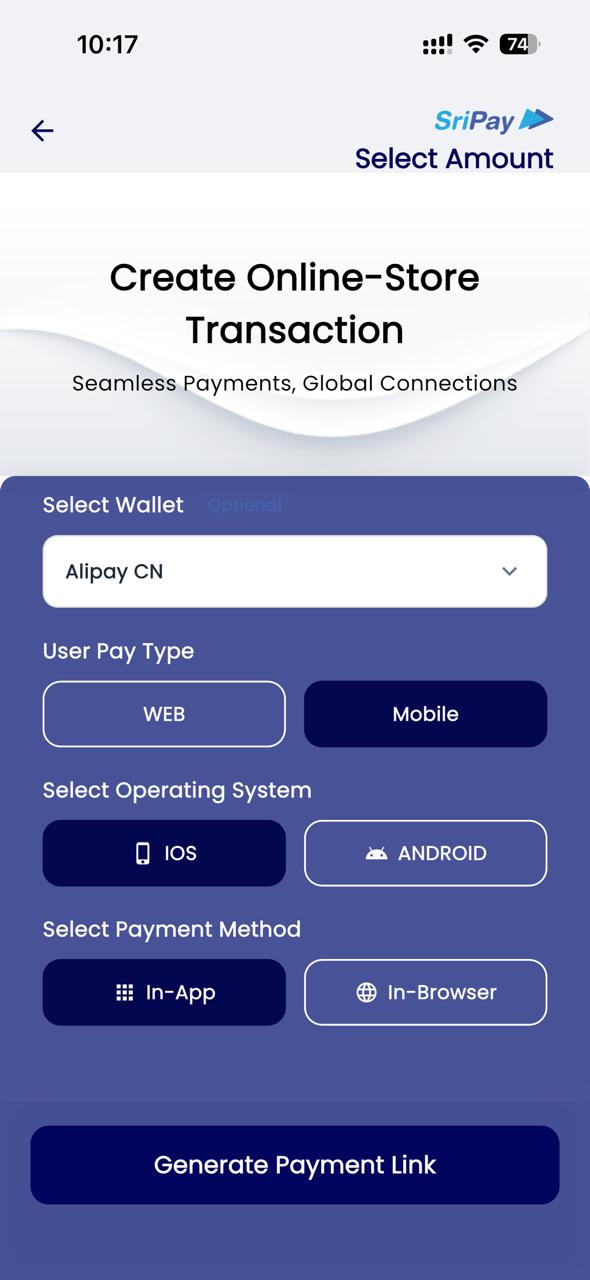 10:17
74
SriPay
Select Amount
Create Online-Store
Transaction
Seamless Payments, Global Connections
Select Wallet Optional
Alipay CN
User Pay Type
WEB Mobile
Select Operating System
IOS ANDROID
Select Payment Method
In-App In-Browser
Generate Payment Link